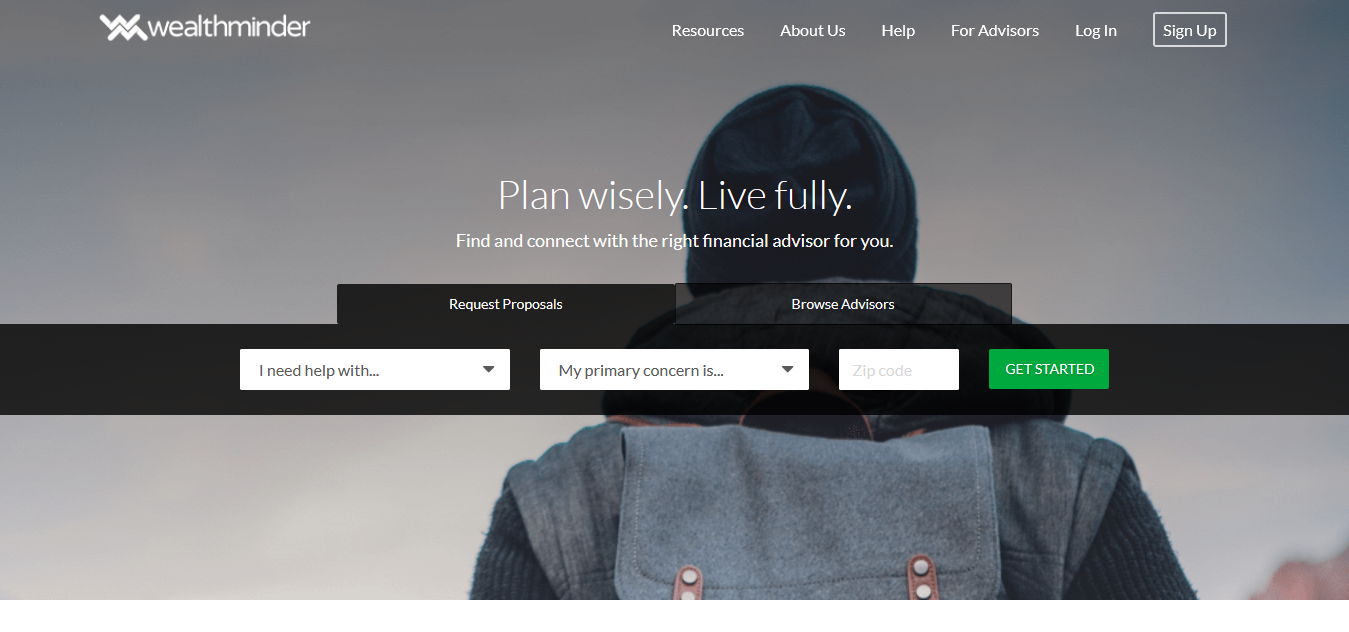 wealthminder
Resources
About Us
Help
For Advisors
Log In
Sign Up
Plan wisely. Live fully.
Find and connect with the right financial advisor for you.
Request Proposals
Browse Advisors
I need help with...
My primary concern is...
Zip code
GET STARTED